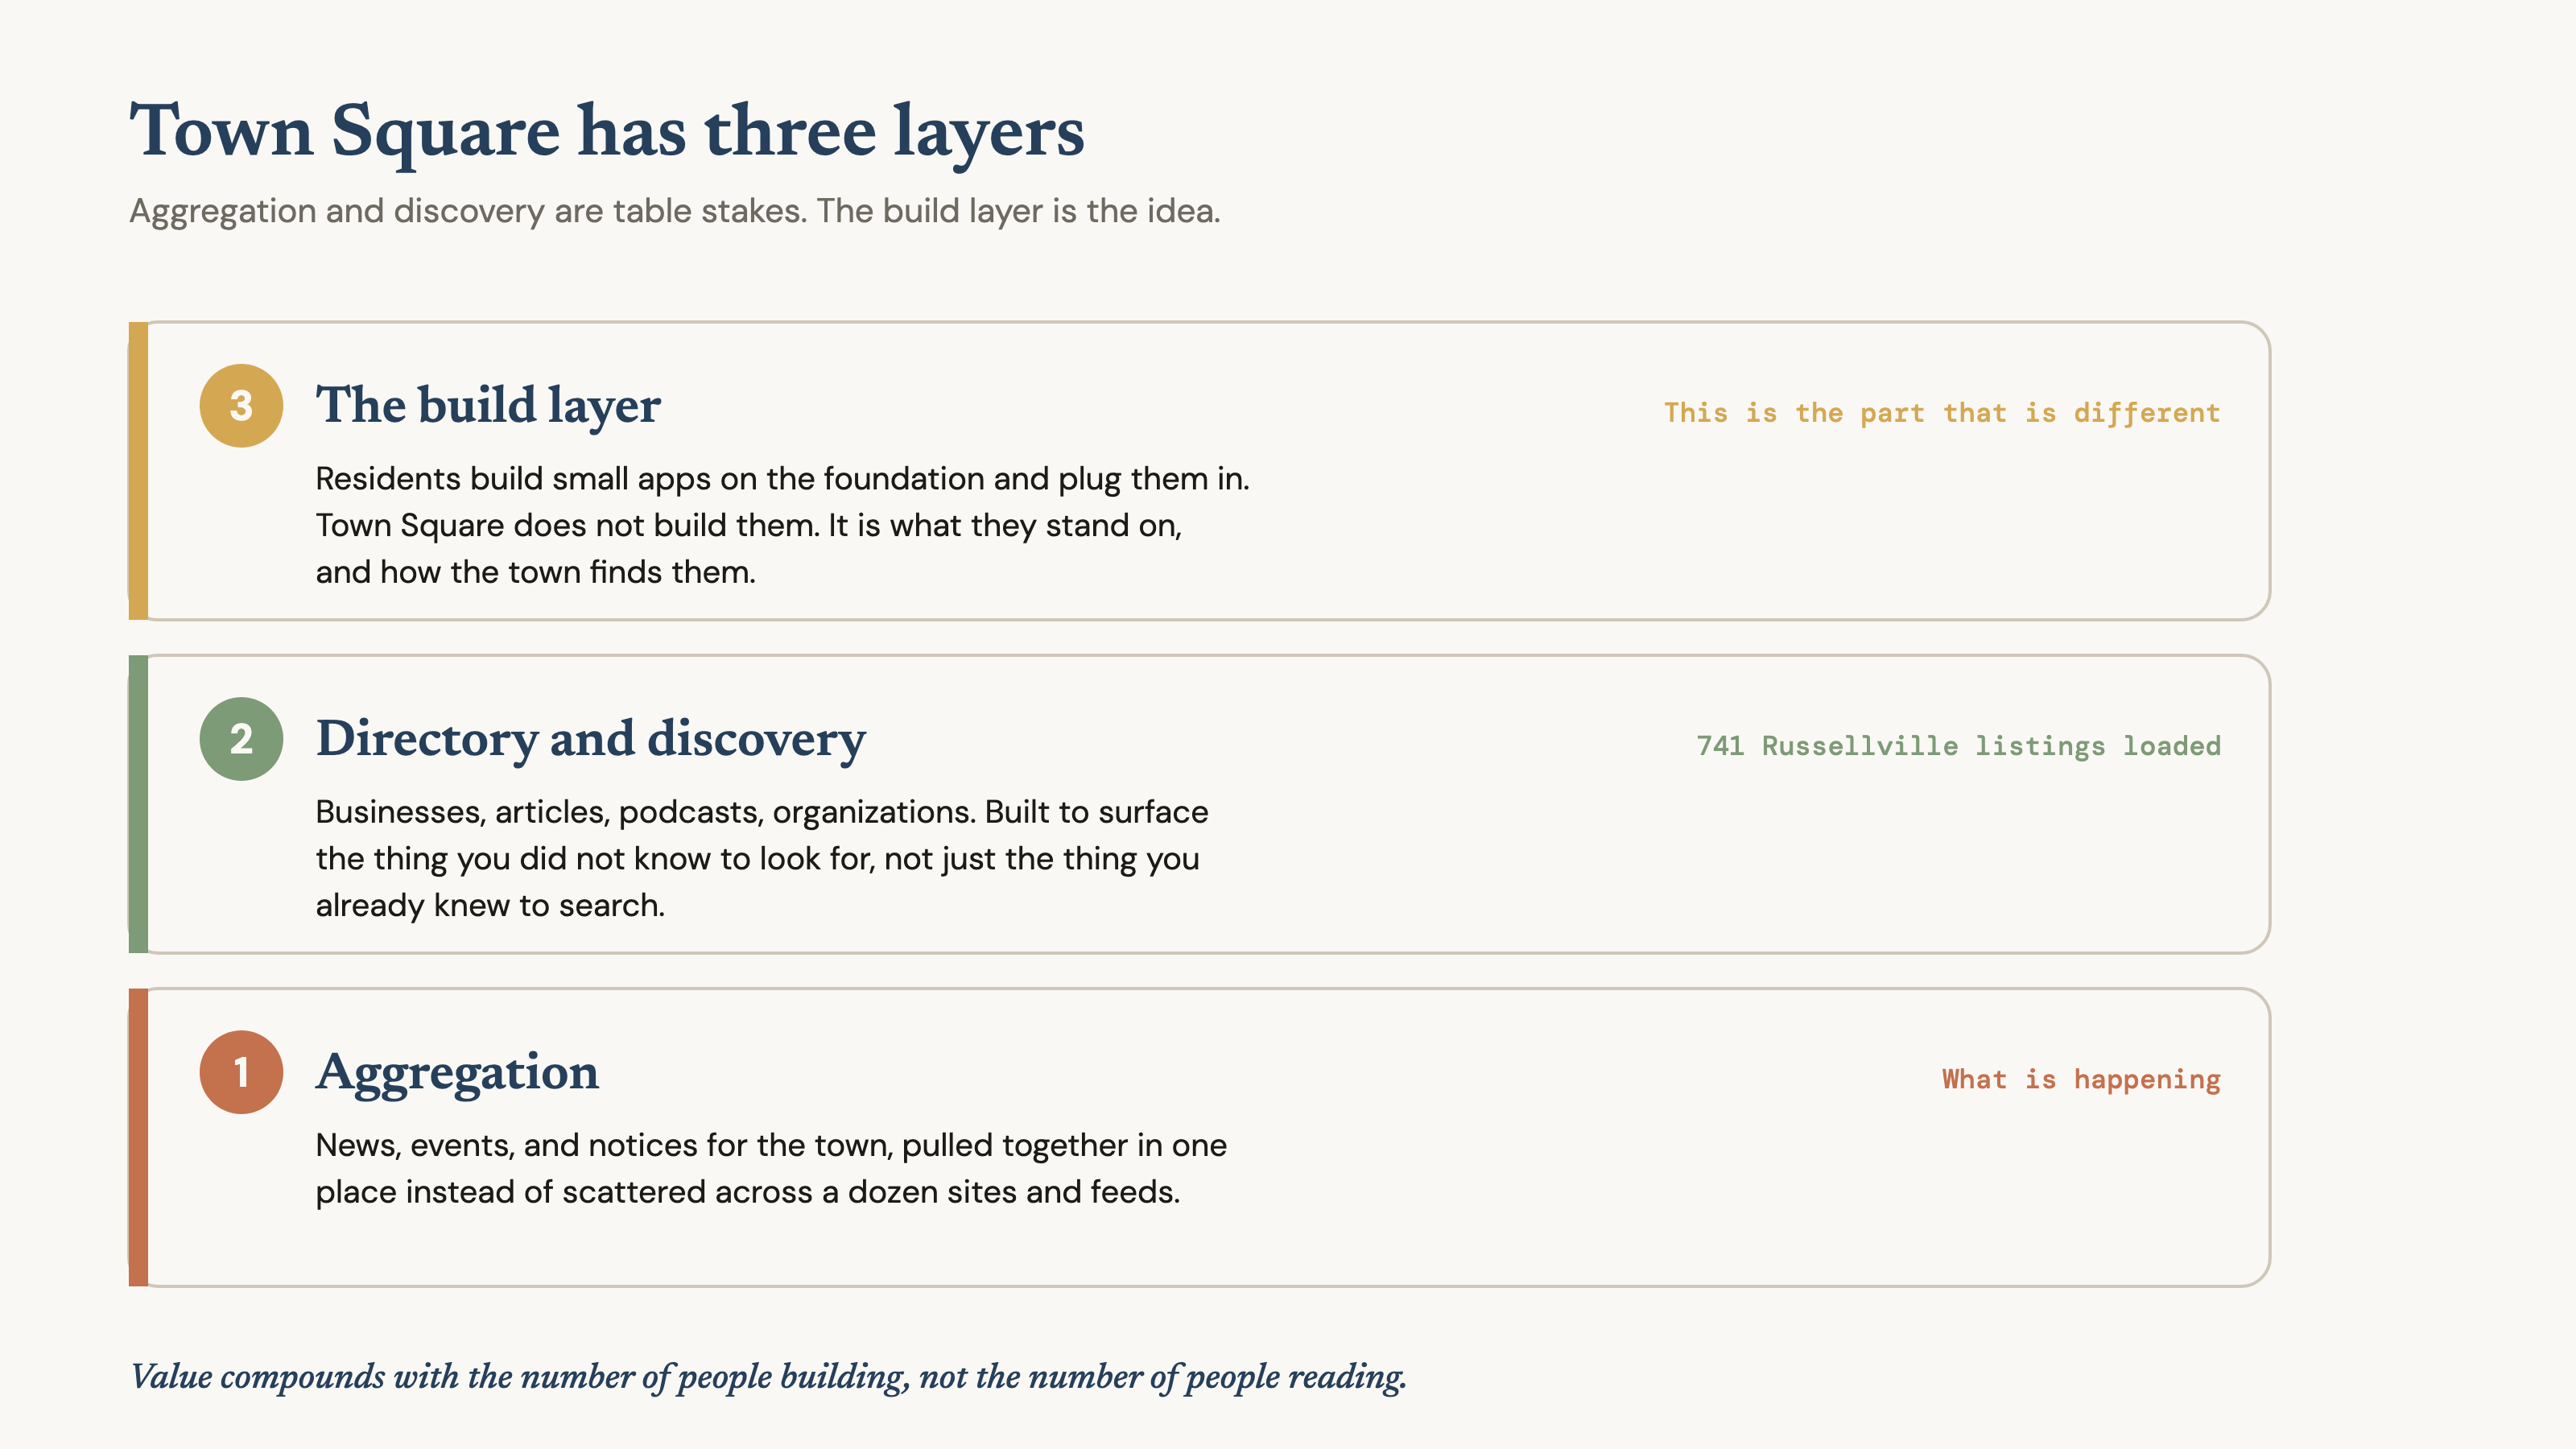 Town Square has three layers
Aggregation and discovery are table stakes. The build layer is the idea.
3
The build layer
This is the part that is different
Residents build small apps on the foundation and plug them in.
Town Square does not build them. It is what they stand on,
and how the town finds them.
2
Directory and discovery
741 Russellville listings loaded
Businesses, articles, podcasts, organizations. Built to surface
the thing you did not know to look for, not just the thing you
already knew to search.
1
Aggregation
What is happening
News, events, and notices for the town, pulled together in one
place instead of scattered across a dozen sites and feeds.
Value compounds with the number of people building, not the number of people reading.